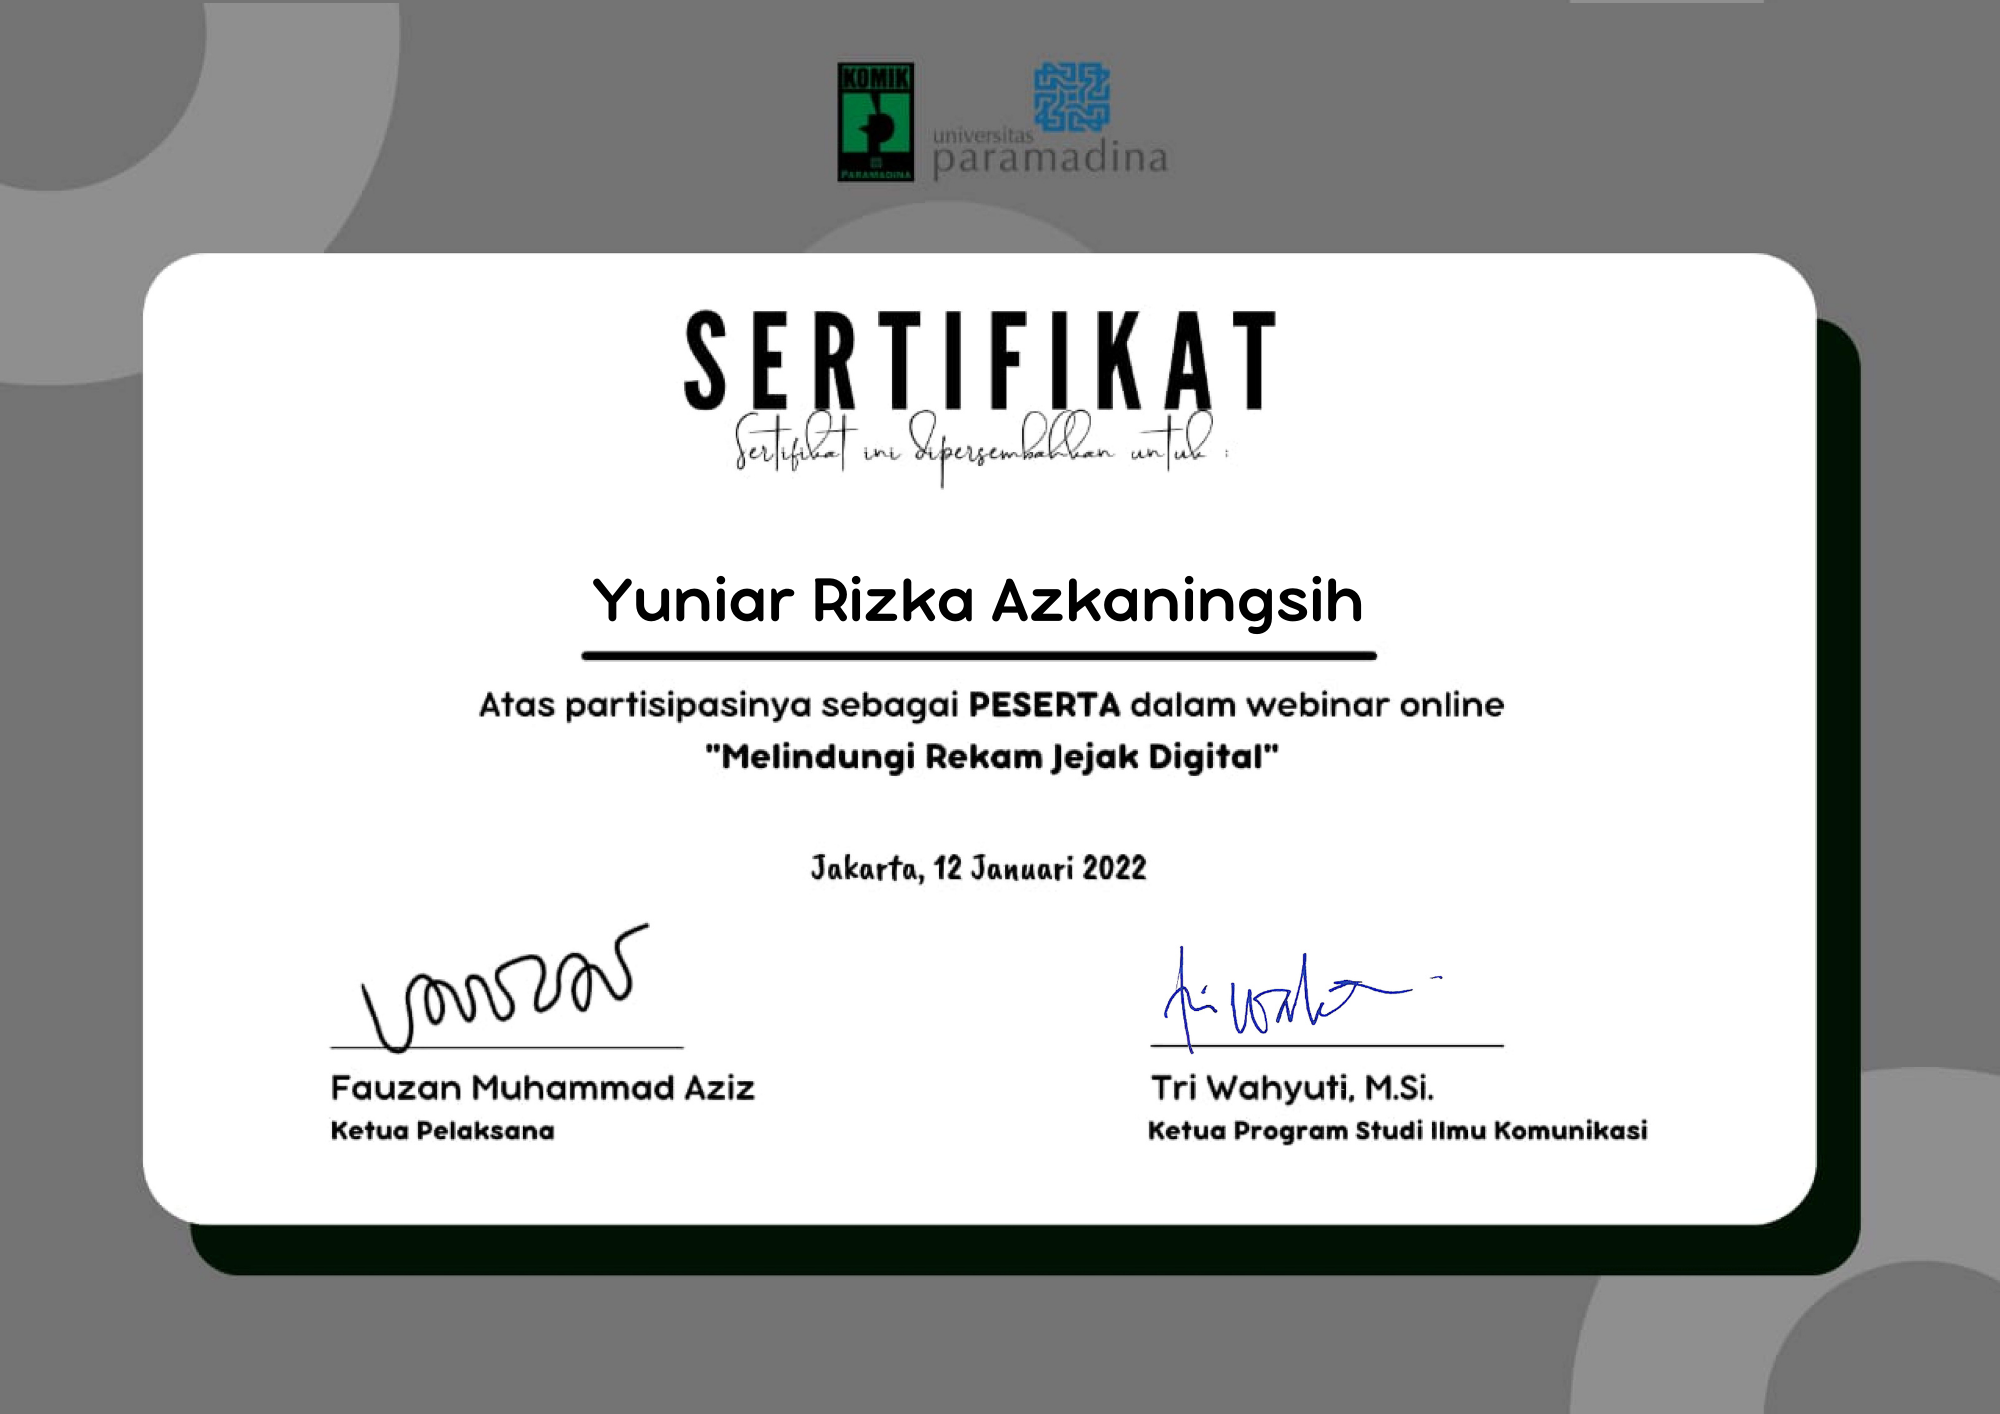 KOMIK
PARAMADINA
universitas
paramadina
SERTIFIKAT
Sertifikat ini dipersembahkan untuk :
Yuniar Rizka Azkaningsih
Atas partisipasinya sebagai PESERTA dalam webinar online
"Melindungi Rekam Jejak Digital"
Jakarta, 12 Januari 2022
Fauzan Muhammad Aziz
Ketua Pelaksana
Tri Wahyuti, M.Si.
Ketua Program Studi Ilmu Komunikasi